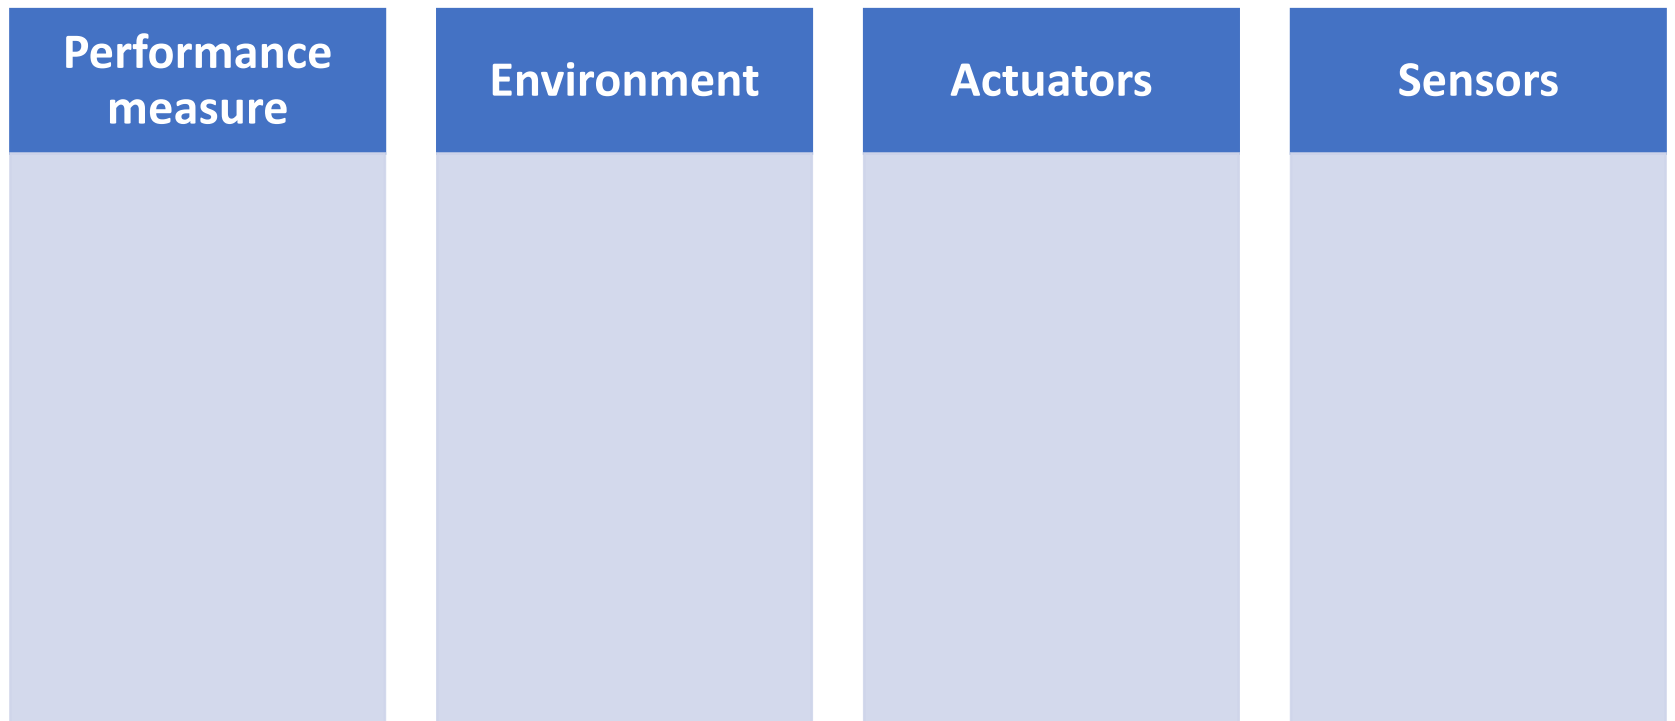 Performance
measure
Environment
Actuators
Sensors